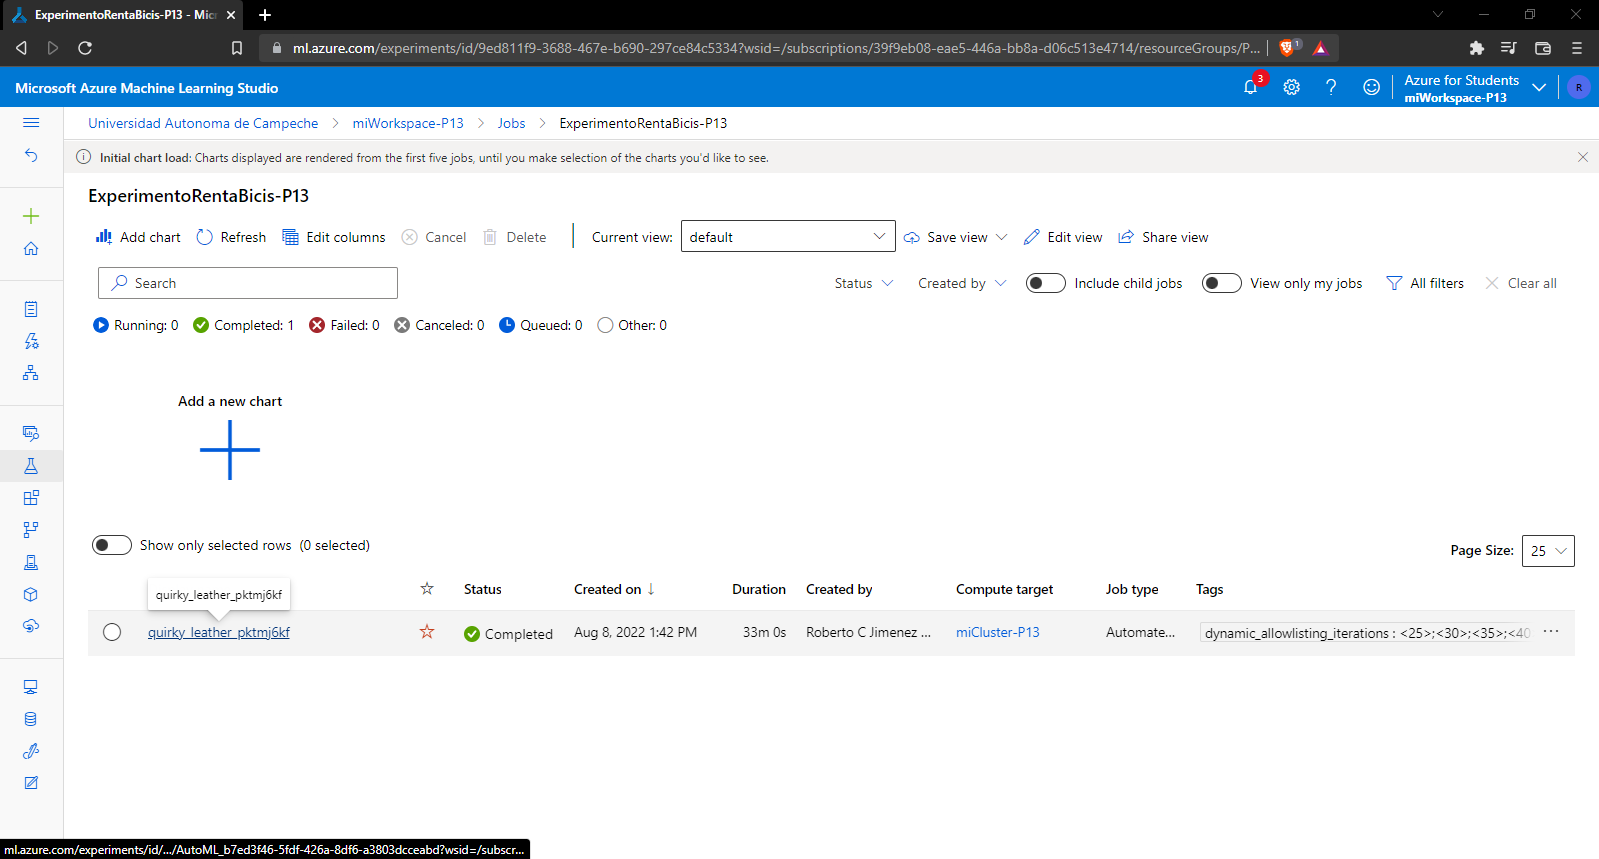 ExperimentoRentaBicis-P13 - Micr
ml.azure.com/experiments/id/9ed811f9-3688-467e-b690-297ce84c5334?wsid=/subscriptions/39f9eb08-eae5-446a-bb8a-d06c513e4714/resourceGroups/P...
1
Microsoft Azure Machine Learning Studio
3
Azure for Students
miWorkspace-P13
R
Universidad Autonoma de Campeche > miWorkspace-P13 > Jobs > ExperimentoRentaBicis-P13
Initial chart load: Charts displayed are rendered from the first five jobs, until you make selection of the charts you'd like to see.
ExperimentoRentaBicis-P13
Add chart Refresh Edit columns Cancel Delete Current view: default Save view Edit view Share view
Search Status Created by Include child jobs View only my jobs All filters Clear all
Running: 0 Completed: 1 Failed: 0 Canceled: 0 Queued: 0 Other: 0
Add a new chart
Show only selected rows (0 selected)
Page Size: 25
quirky_leather_pktmj6kf
Status Created on ↓ Duration Created by Compute target Job type Tags
quirky_leather_pktmj6kf Completed Aug 8, 2022 1:42 PM 33m 0s Roberto C Jimenez ... miCluster-P13 Automate... dynamic_allowlisting_iterations : <25>;<30>;<35>;<40 ...
ml.azure.com/experiments/id/.../AutoML_b7ed3f46-5fdf-426a-8df6-a3803dcceabd?wsid=/subscr...